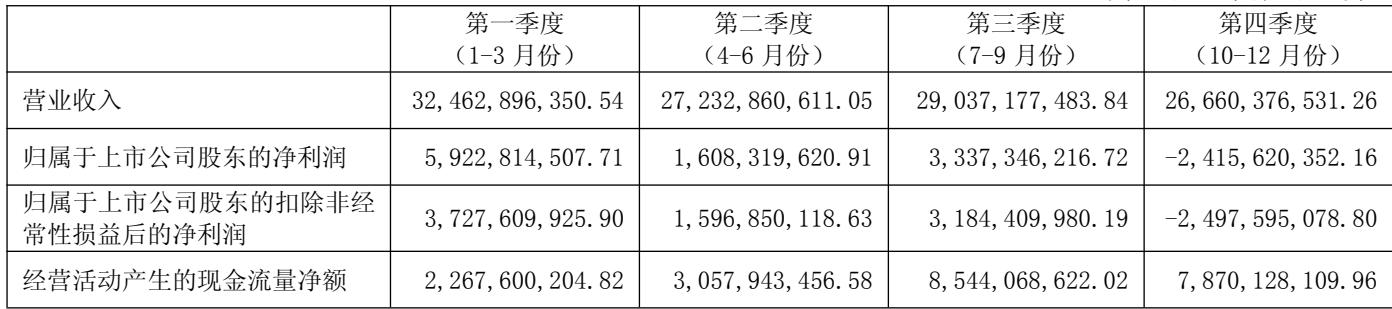 第一季度 第二季度 第三季度 第四季度
(1-3 月份) (4-6 月份) (7-9 月份) (10-12 月份)
营业收入 32,462,896,350.54 27,232,860,611.05 29,037,177,483.84 26,660,376,531.26
归属于上市公司股东的净利润 5,922,814,507.71 1,608,319,620.91 3,337,346,216.72 -2,415,620,352.16
归属于上市公司股东的扣除非经
常性损益后的净利润 3,727,609,925.90 1,596,850,118.63 3,184,409,980.19 -2,497,595,078.80
经营活动产生的现金流量净额 2,267,600,204.82 3,057,943,456.58 8,544,068,622.02 7,870,128,109.96